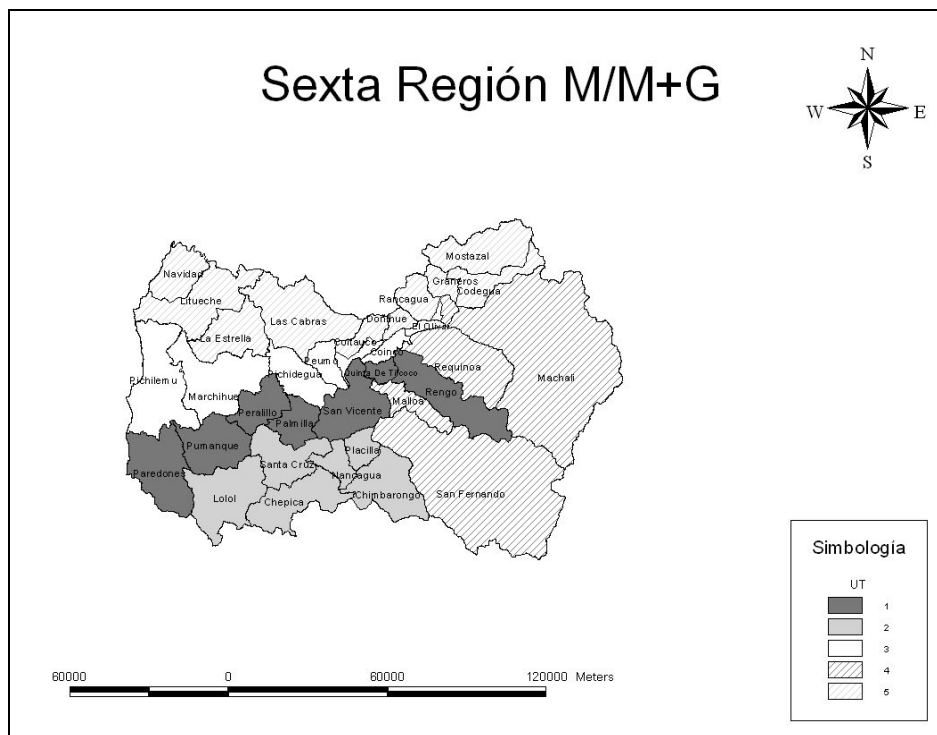 Sexta Región M/M+G
N
W
E
S
Mostazal
Navidad
Graneros
Codegua
Litueche
Rancagua
Las Cabras
Doñihue
El Olivar
La Estrella
Coltauco
Coinco
Peumo
Requinoa
Pichidegua
Quinta De Tilcoco
Machalí
Pichilemu
Marchihue
Rengo
Malloa
Peralillo
San Vicente
Palmilla
Pumanque
Placilla
Santa Cruz
Paredones
Nancagua
San Fernando
Lolol
Chepica
Chimbarongo
Simbología
UT
1
2
3
4
5
60000 0 60000 120000 Meters